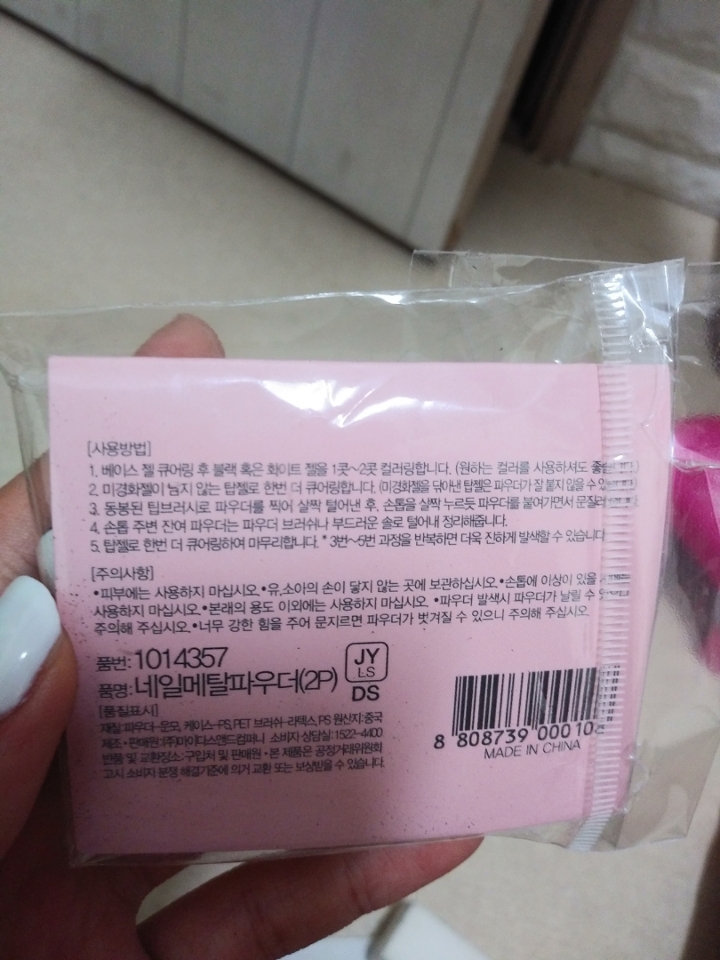 [사용방법]
1. 베이스 젤 큐어링 후 블랙 혹은 화이트 젤을 1콧~2콧 컬러링합니다. (원하는 컬러를 사용하셔도
2. 미경화젤이 남지 않는 탑젤로 한번 더 큐어링합니다. (미경화젤을 닦아낸 탑젤은 파우더가 잘 붙지 않을 수
3. 동봉된 팁브러시로 파우더를 찍어 살짝 털어낸 후, 손톱을 살짝 누르듯 파우더를 붙여가면서
4. 손톱 주변 잔여 파우더는 파우더 브러쉬나 부드러운 솔로 털어내 정리해줍니다.
5. 탑젤로 한번 더 큐어링하여 마무리합니다. * 3번~5번 과정을 반복하면 더욱 진하게 발색할 수 있습니다
[주의사항]
•피부에는 사용하지 마십시오.•유,소아의 손이 닿지 않는 곳에 보관하십시오.•손톱에 이상이 있을
사용하지 마십시오.•본래의 용도 이외에는 사용하지 마십시오. •파우더 발색시 파우더가 날릴 수
주의해 주십시오.•너무 강한 힘을 주어 문지르면 파우더가 벗겨질 수 있으니 주의해 주십시오.
품번: 1014357
품명: 네일메탈파우더(2P)
JY
LS
DS
[품질표시]
재질:파우더-운모, 케이스-PS,PET 브러쉬-라텍스,PS 원산지:중국
제조•판매원:(주)마이다스앤드컴퍼니 소비자 상담실:1522-4400
반품 및 교환장소:구입처 및 판매원 •본 제품은 공정거래위원회
고시 소비자 분쟁 해결기준에 의거 교환 또는 보상받을 수 있습니다.
8 808739 000 10
MADE IN CHINA